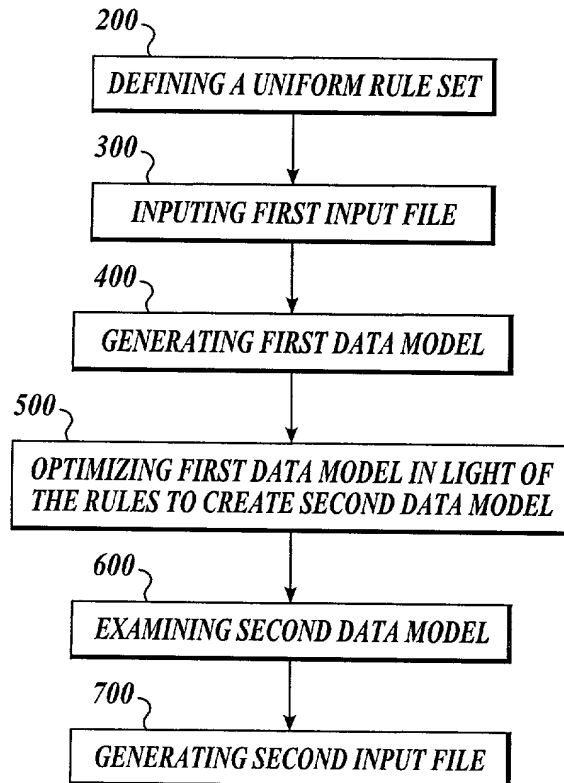 200
DEFINING A UNIFORM RULE SET
300
INPUTING FIRST INPUT FILE
400
GENERATING FIRST DATA MODEL
500
OPTIMIZING FIRST DATA MODEL IN LIGHT OF
THE RULES TO CREATE SECOND DATA MODEL
600
EXAMINING SECOND DATA MODEL
700
GENERATING SECOND INPUT FILE